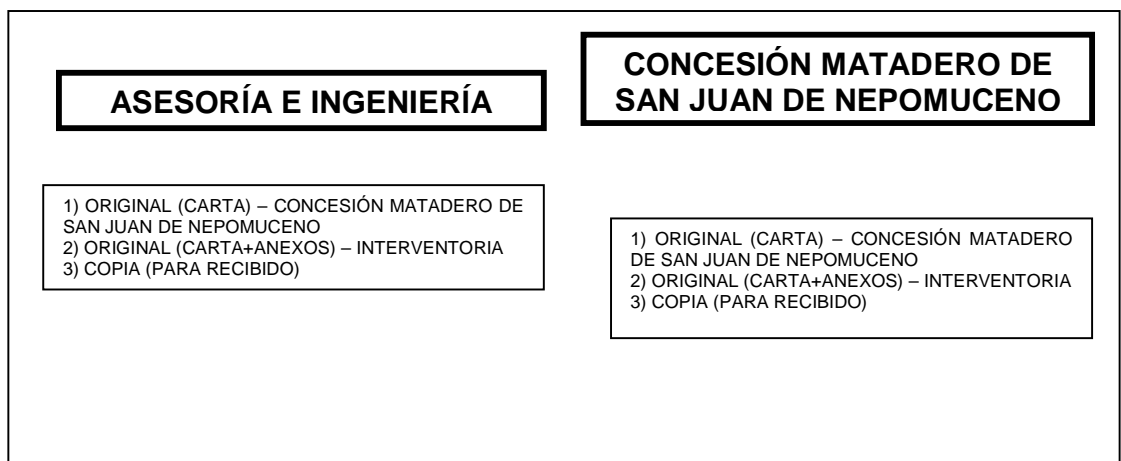 ASESORÍA E INGENIERÍA
1) ORIGINAL (CARTA) – CONCESIÓN MATADERO DE
SAN JUAN DE NEPOMUCENO
2) ORIGINAL (CARTA+ANEXOS) – INTERVENTORIA
3) COPIA (PARA RECIBIDO)
CONCESIÓN MATADERO DE
SAN JUAN DE NEPOMUCENO
1) ORIGINAL (CARTA) – CONCESIÓN MATADERO
DE SAN JUAN DE NEPOMUCENO
2) ORIGINAL (CARTA+ANEXOS) – INTERVENTORIA
3) COPIA (PARA RECIBIDO)